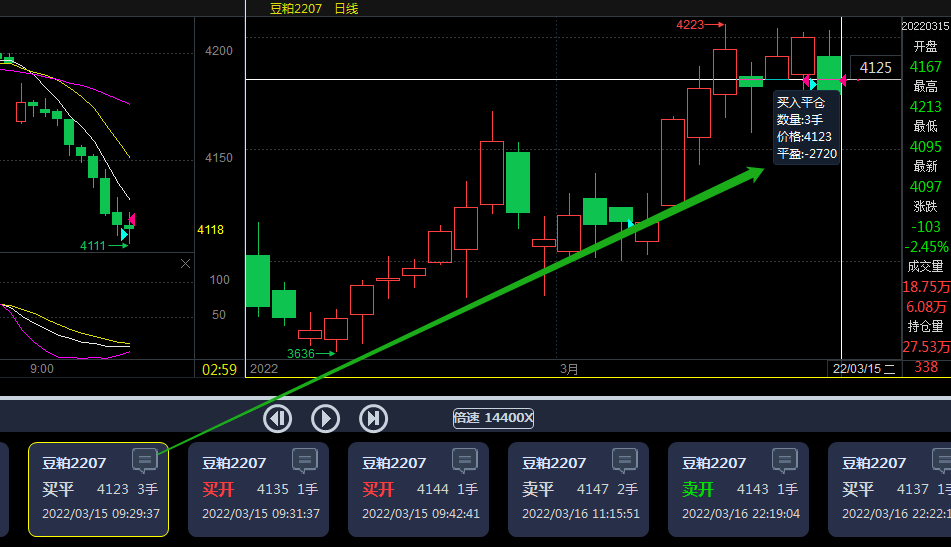 豆粕2207 日线
4200
4150
4118
4111
100
50
9:00
02:59
4223
4125
买入平仓
数量:3手
价格:4123
平盈:-2720
3636
2022
3月
22/03/15 二
20220315
开盘
4167
最高
4213
最低
4095
最新
4097
涨跌
-103
-2.45%
成交量
18.75万
6.08万
持仓量
27.53万
338
倍速 14400X
豆粕2207
买平 4123 3手
2022/03/15 09:29:37
豆粕2207
买开 4135 1手
2022/03/15 09:31:37
豆粕2207
买开 4144 1手
2022/03/15 09:42:41
豆粕2207
卖平 4147 2手
2022/03/16 11:15:51
豆粕2207
卖开 4143 1手
2022/03/16 22:19:04
豆粕2207
买平 4137 1手
2022/03/16 22:22:1